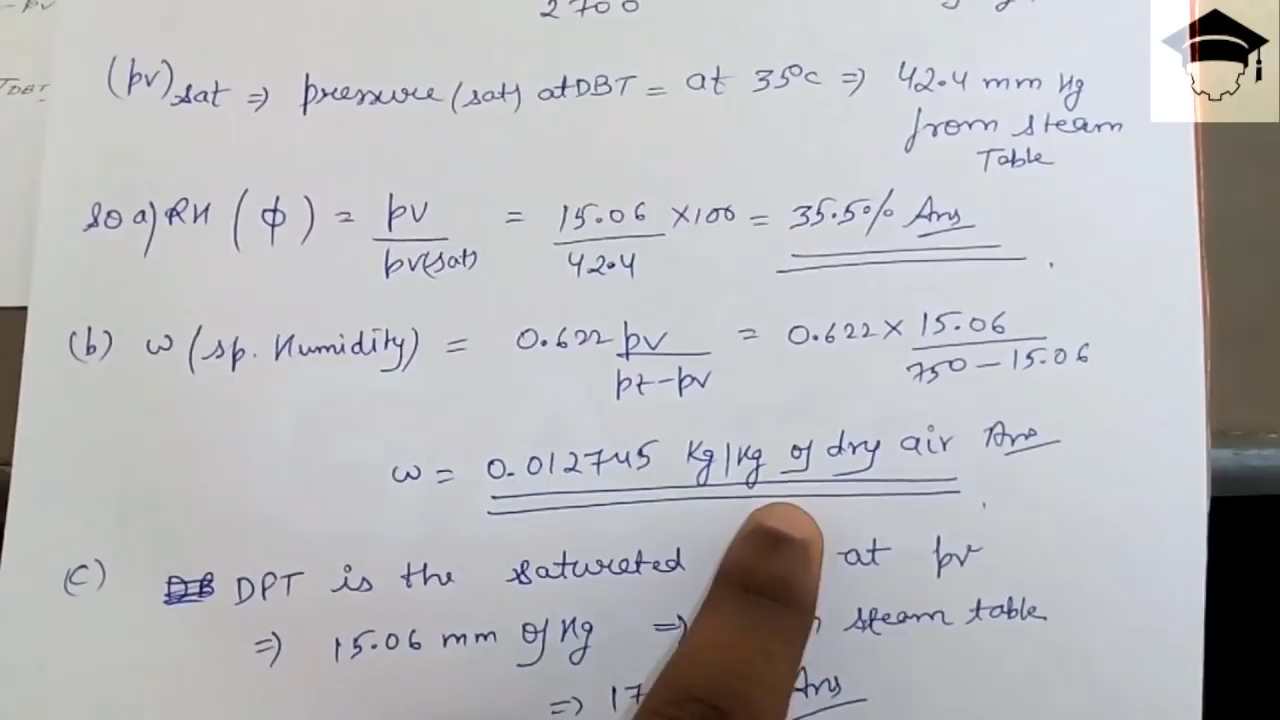 2700
TDBT
(pv)sat ⇒ pressure (sat) at DBT = at 35°C ⇒ 42.4 mm Hg
from steam
Table
so a) RH (ϕ) = pv / pv(sat) = 15.06 / 42.4 × 100 = 35.5% Ans
(b) ω (sp. Humidity) = 0.622 pv / pt - pv = 0.622 × 15.06 / 750 - 15.06
ω = 0.012745 kg/kg of dry air Ans
(c) DPT is the saturated at pv
⇒ 15.06 mm of Hg ⇒ steam table
⇒ 17 Ans